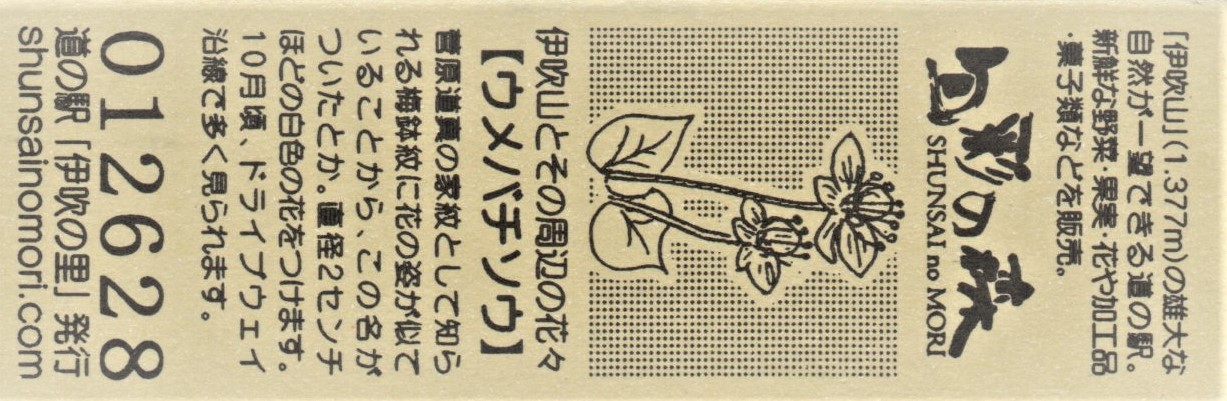 「伊吹山」(1.377m)の雄大な
自然が一望できる道の駅。
新鮮な野菜・果実 花や加工品
・菓子類などを販売。
旬彩の森
SHUNSAI no MORI
伊吹山とその周辺の花々
【ウメバチソウ】
菅原道真の家紋として知ら
れる梅鉢紋に花の姿が似て
いることから、この名が
ついたとか。直径2センチ
ほどの白色の花をつけます。
10月頃、ドライブウェイ
沿線で多く見られます。
012628
道の駅「伊吹の里」発行
shunsainomori.com